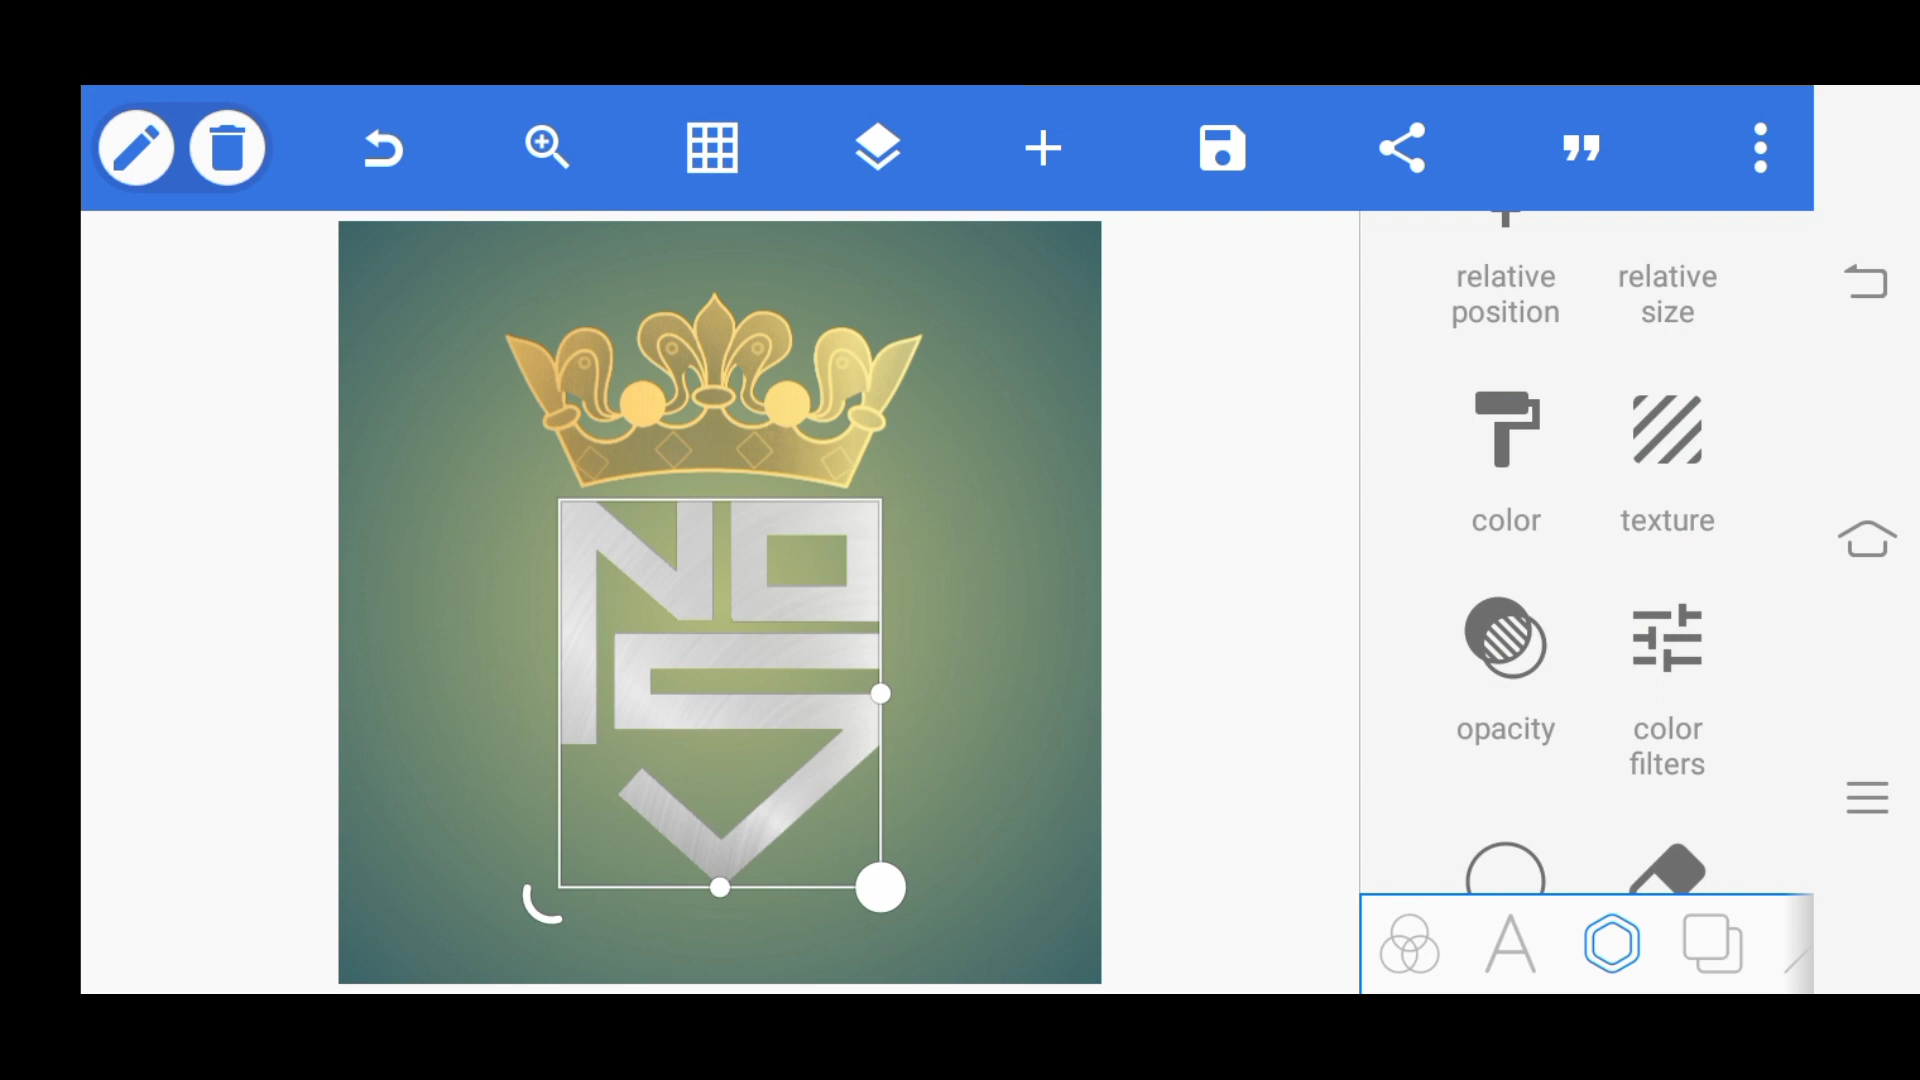 relative
position
relative
size
color
texture
opacity
color
filters
NO